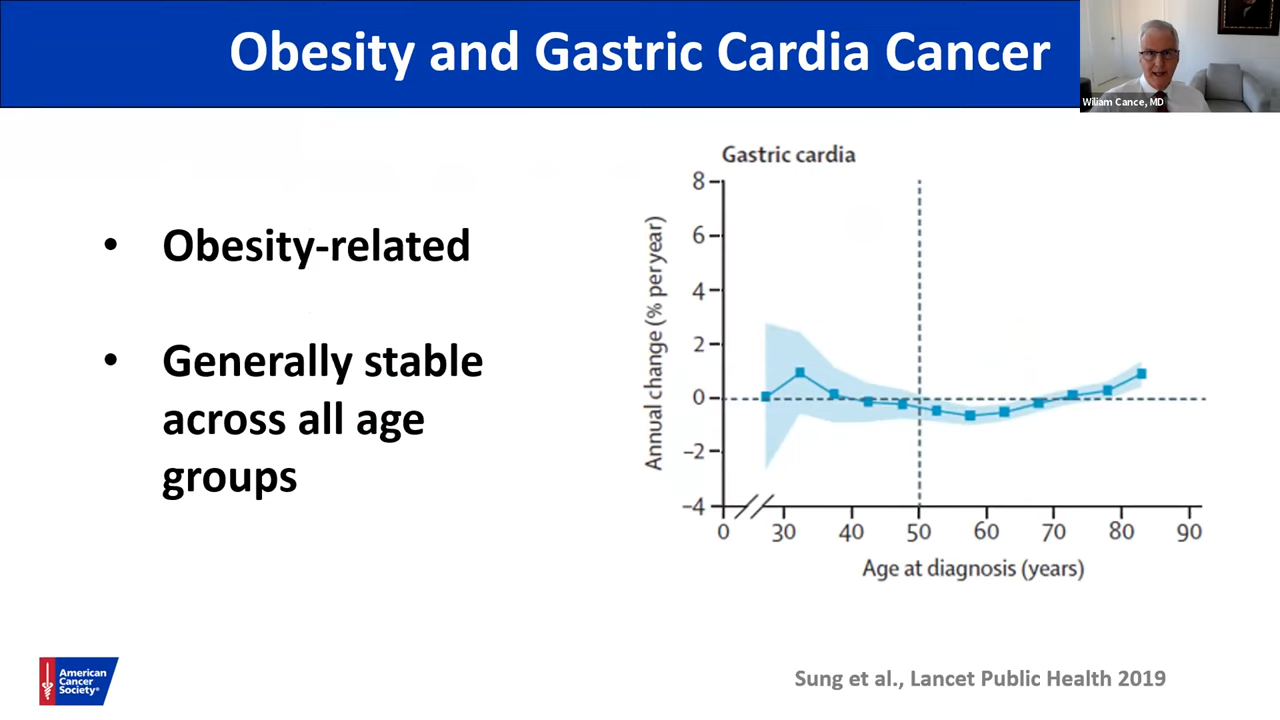 Obesity and Gastric Cardia Cancer
Wiliam Cance, MD
• Obesity-related
• Generally stable
across all age
groups
Gastric cardia
Annual change (% per year)
8
6
4
2
0
–2
–4
0 30 40 50 60 70 80 90
Age at diagnosis (years)
American
Cancer
Society®
Sung et al., Lancet Public Health 2019